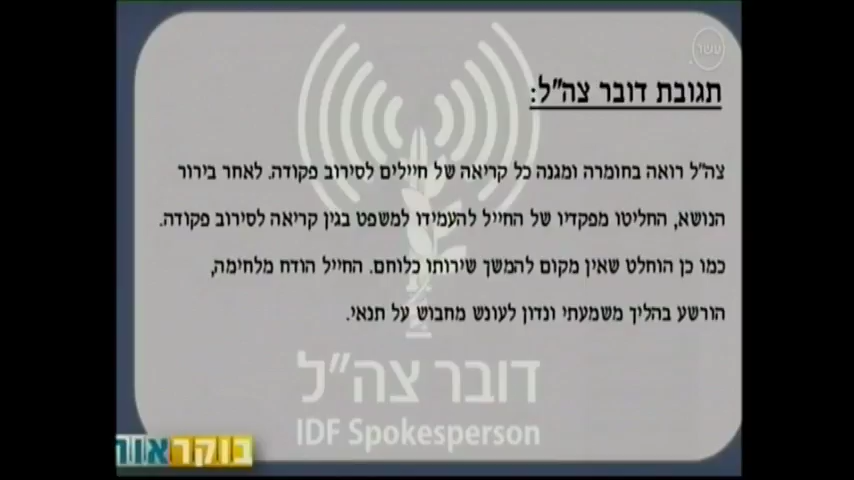 עשר
תגובת דובר צה"ל:
צה"ל רואה בחומרה ומגנה כל קריאה של חיילים לסירוב פקודה. לאחר בירור
הנושא, החליטו מפקדיו של החייל להעמידו למשפט בגין קריאה לסירוב פקודה.
כמו כן הוחלט שאין מקום להמשך שירותו כלוחם. החייל הודח מלחימה,
הורשע בהליך משמעתי ונדון לעונש מחבוש על תנאי.
דובר צה"ל
IDF Spokesperson
בוקר אור